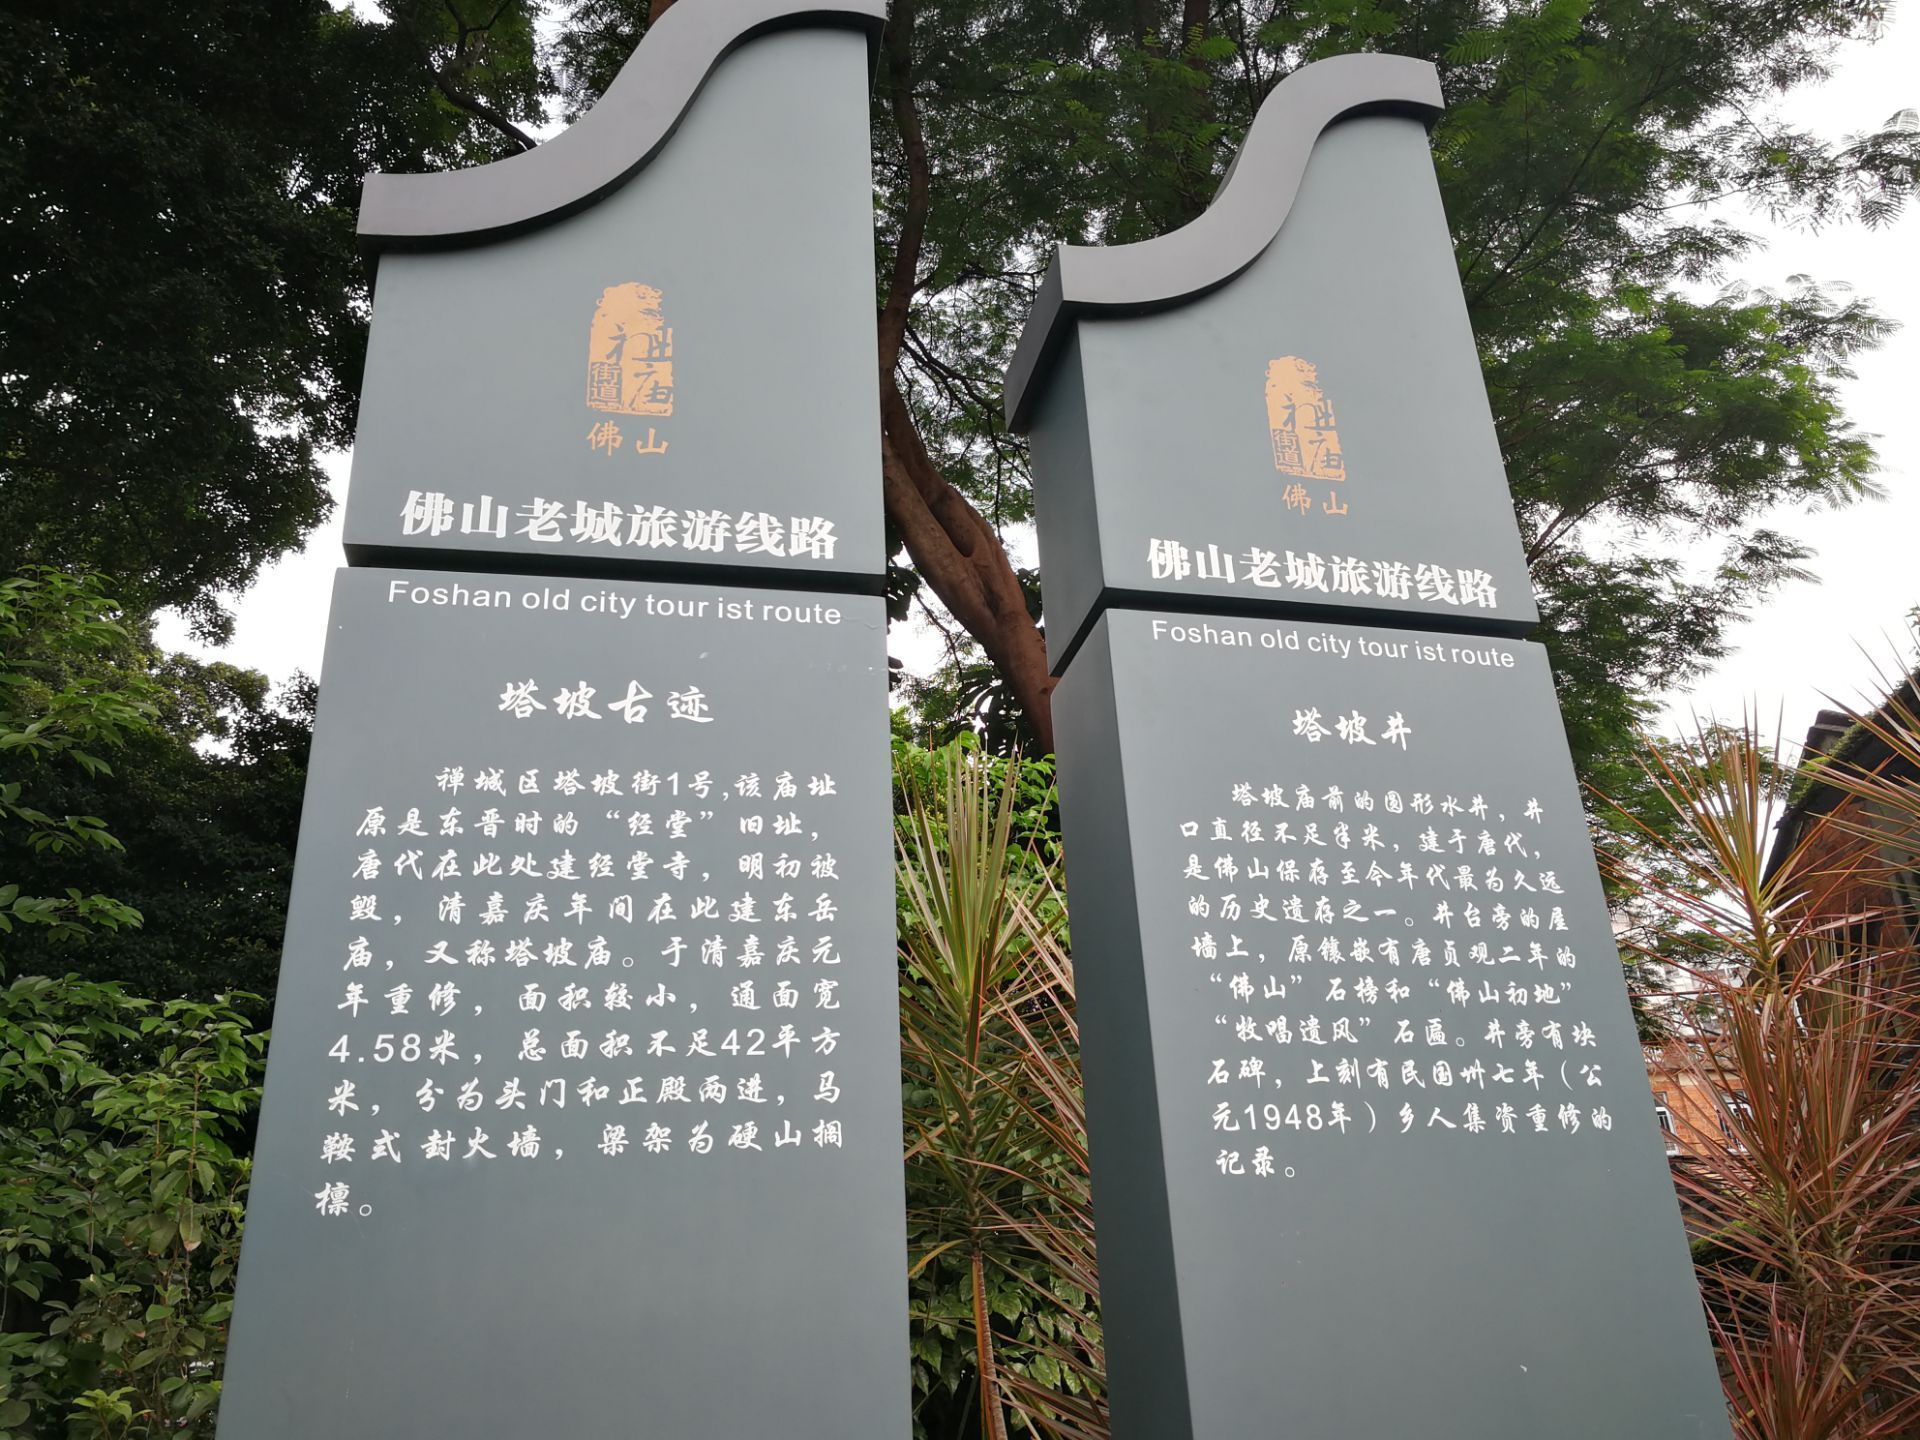 祖庙
街道
佛山
佛山老城旅游线路
Foshan old city tour ist route
塔坡古迹
禅城区塔坡街1号,该庙址
原是东晋时的“经堂”旧址，
唐代在此处建经堂寺，明初被
毁，清嘉庆年间在此建东岳
庙，又称塔坡庙。于清嘉庆元
年重修，面积较小，通面宽
4.58米，总面积不足42平方
米，分为头门和正殿两进，马
鞍式封火墙，梁架为硬山搁
檩。
祖庙
街道
佛山
佛山老城旅游线路
Foshan old city tour ist route
塔坡井
塔坡庙前的圆形水井，井
口直径不足半米，建于唐代，
是佛山保存至今年代最为久远
的历史遗存之一。井台旁的屋
墙上，原镶嵌有唐贞观二年的
“佛山”石榜和“佛山初地”
“牧唱遗风”石匾。井旁有块
石碑，上刻有民国卅七年（公
元1948年）乡人集资重修的
记录。